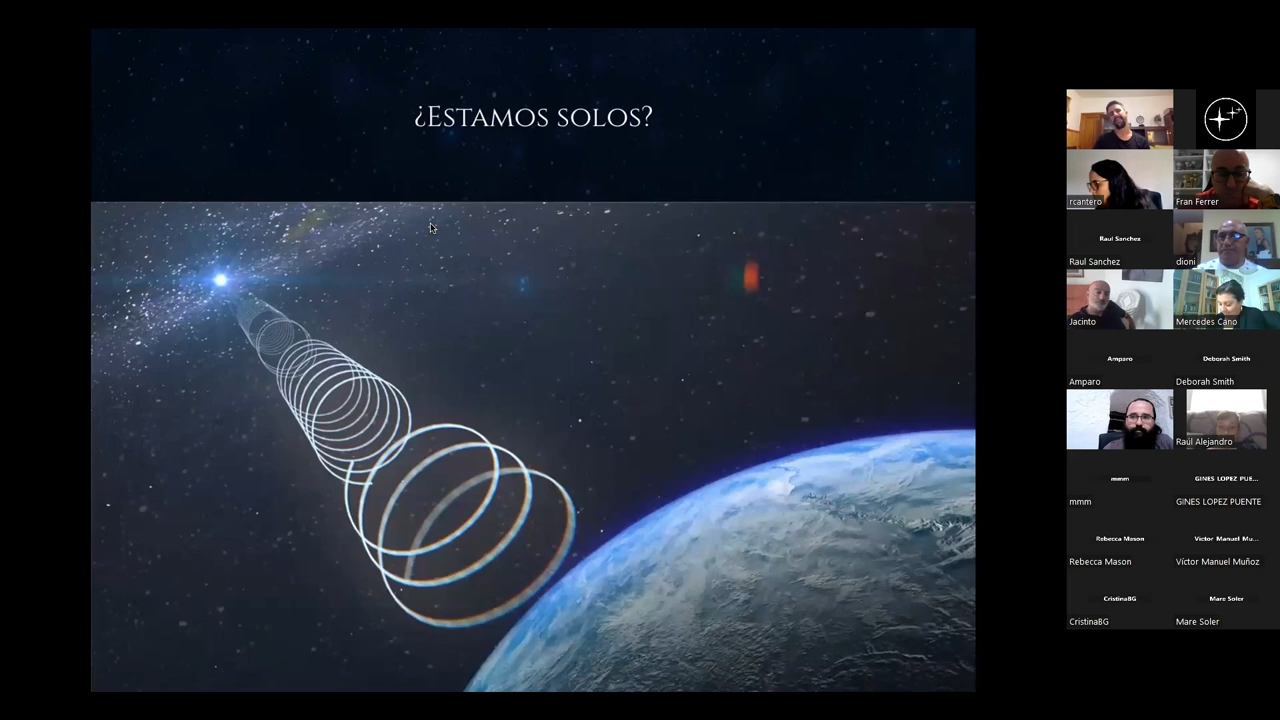 ¿ESTAMOS SOLOS?
rcantero
Fran Ferrer
Raul Sanchez
Raul Sanchez
dioni
Jacinto
Mercedes Cano
Amparo
Deborah Smith
Amparo
Deborah Smith
Raúl Alejandro
mmm
GINES LOPEZ PUE...
mmm
GINES LOPEZ PUENTE
Rebecca Mason
Víctor Manuel Mu...
Rebecca Mason
Víctor Manuel Muñoz
CristinaBG
Mare Soler
CristinaBG
Mare Soler